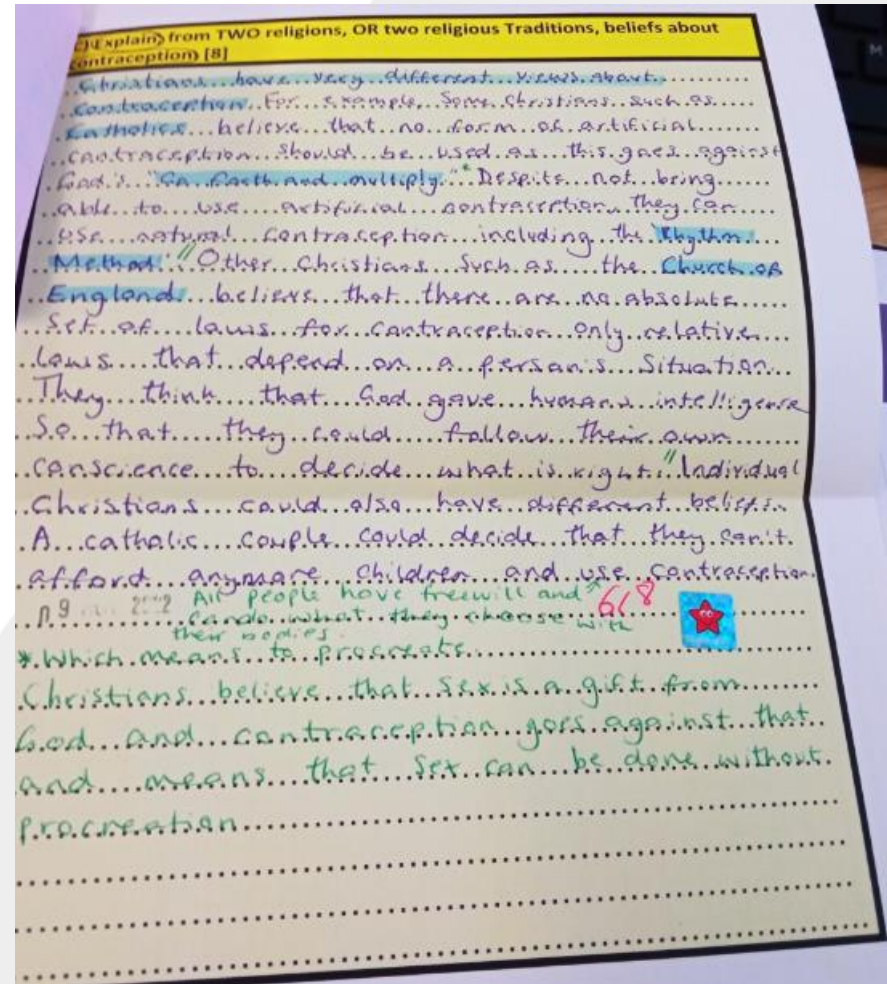 c) Explain from TWO religions, OR two religious Traditions, beliefs about
contraception) [8]
Christians have very different views about
contraception. For example, Some Christians such as
Catholics believe that no form of artificial
contraception should be used as this goes against
God's "Go forth and multiply."* Despite not being
able to use artificial contraception they can
use natural contraception including the "Rhythm
Method". // Other Christians such as the Church of
England believe that there are no absolute
set of laws for contraception only relative
laws that depend on a person's situation.
They think that God gave humans intelligence
so that they could follow their own
conscience to decide what is right. // Individual
Christians could also have different beliefs.
A catholic couple could decide that they can't
afford anymore children and use contraception.
All people have freewill and
can do what they choose with
their bodies.
6/8
* Which means to procreate.
Christians believe that sex is a gift from
God and contraception goes against that
and means that sex can be done without
procreation
M